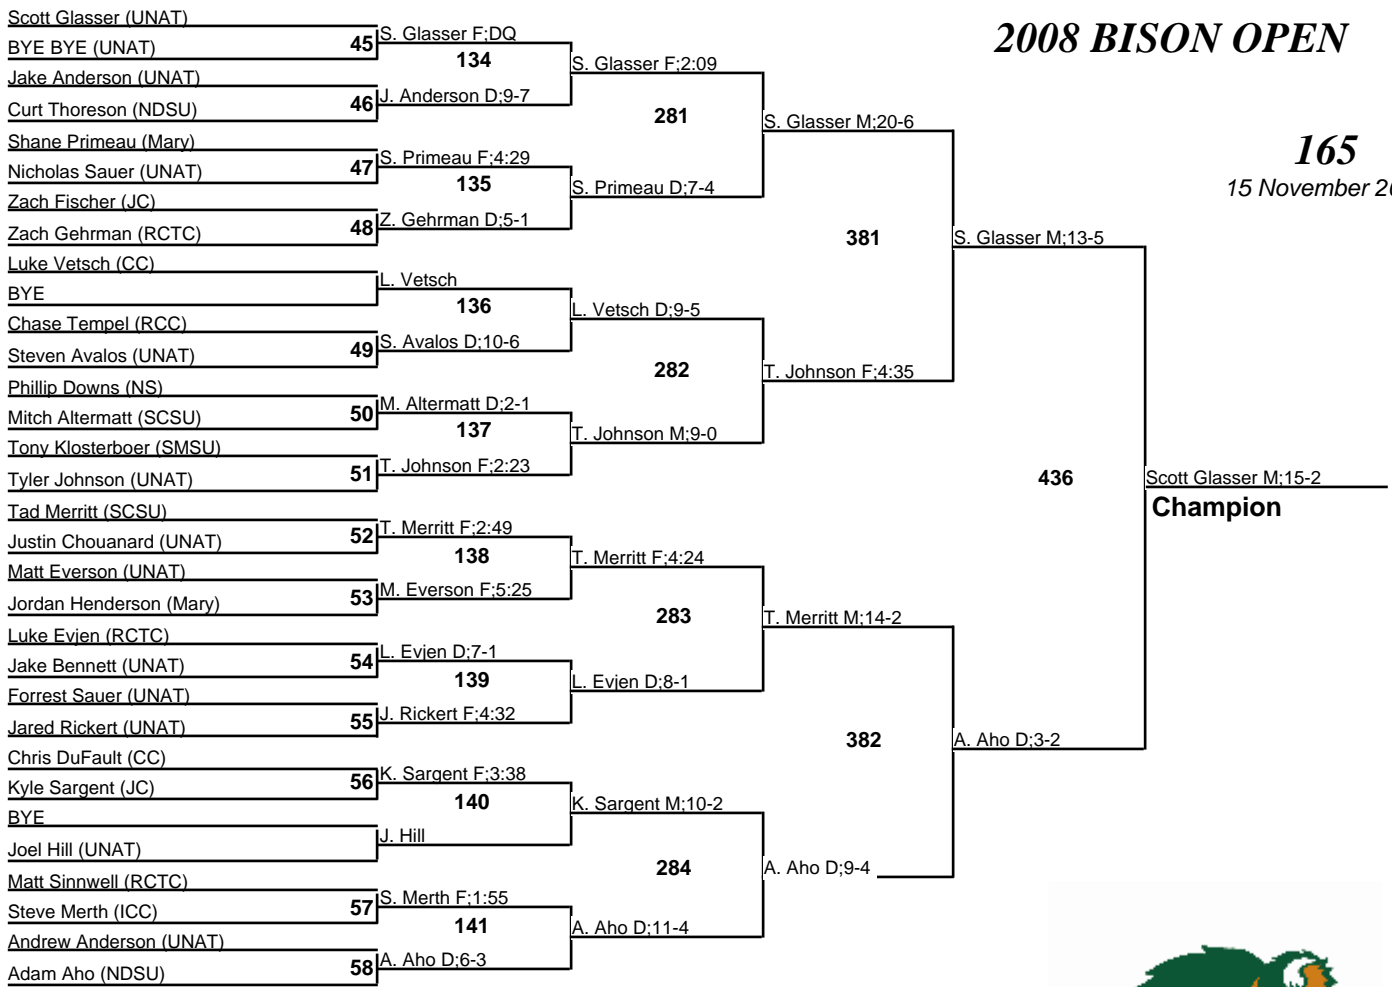 2008 BISON OPEN
165
15 November 20
Scott Glasser (UNAT)
BYE BYE (UNAT)
Jake Anderson (UNAT)
Curt Thoreson (NDSU)
Shane Primeau (Mary)
Nicholas Sauer (UNAT)
Zach Fischer (JC)
Zach Gehrman (RCTC)
Luke Vetsch (CC)
BYE
Chase Tempel (RCC)
Steven Avalos (UNAT)
Phillip Downs (NS)
Mitch Altermatt (SCSU)
Tony Klosterboer (SMSU)
Tyler Johnson (UNAT)
Tad Merritt (SCSU)
Justin Chouanard (UNAT)
Matt Everson (UNAT)
Jordan Henderson (Mary)
Luke Evjen (RCTC)
Jake Bennett (UNAT)
Forrest Sauer (UNAT)
Jared Rickert (UNAT)
Chris DuFault (CC)
Kyle Sargent (JC)
BYE
Joel Hill (UNAT)
Matt Sinnwell (RCTC)
Steve Merth (ICC)
Andrew Anderson (UNAT)
Adam Aho (NDSU)
45
46
47
48
49
50
51
52
53
54
55
56
57
58
S. Glasser F;DQ
J. Anderson D;9-7
S. Primeau F;4:29
Z. Gehrman D;5-1
L. Vetsch
S. Avalos D;10-6
M. Altermatt D;2-1
T. Johnson F;2:23
T. Merritt F;2:49
M. Everson F;5:25
L. Evjen D;7-1
J. Rickert F;4:32
K. Sargent F;3:38
J. Hill
S. Merth F;1:55
A. Aho D;6-3
134
135
136
137
138
139
140
141
S. Glasser F;2:09
S. Primeau D;7-4
L. Vetsch D;9-5
T. Johnson M;9-0
T. Merritt F;4:24
L. Evjen D;8-1
K. Sargent M;10-2
A. Aho D;11-4
281
282
283
284
S. Glasser M;20-6
T. Johnson F;4:35
T. Merritt M;14-2
A. Aho D;9-4
381
382
S. Glasser M;13-5
A. Aho D;3-2
436
Scott Glasser M;15-2
Champion